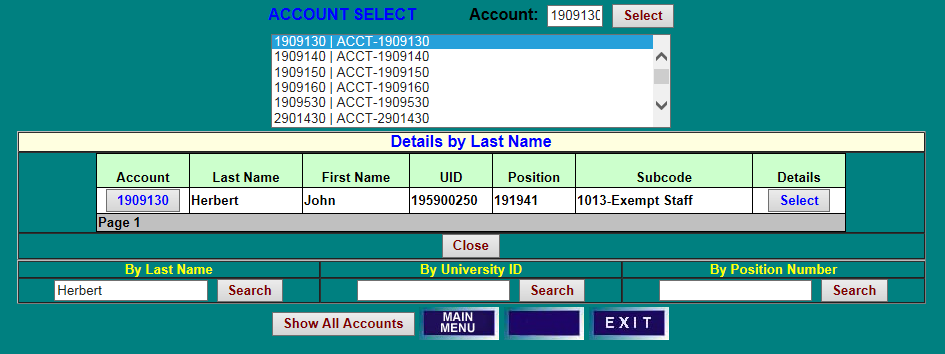 ACCOUNT SELECT Account: 1909130 Select
1909130 | ACCT-1909130
1909140 | ACCT-1909140
1909150 | ACCT-1909150
1909160 | ACCT-1909160
1909530 | ACCT-1909530
2901430 | ACCT-2901430
Details by Last Name
Account Last Name First Name UID Position Subcode Details
1909130 Herbert John 195900250 191941 1013-Exempt Staff Select
Page 1
Close
By Last Name By University ID By Position Number
Herbert Search Search Search
Show All Accounts MAIN MENU EXIT